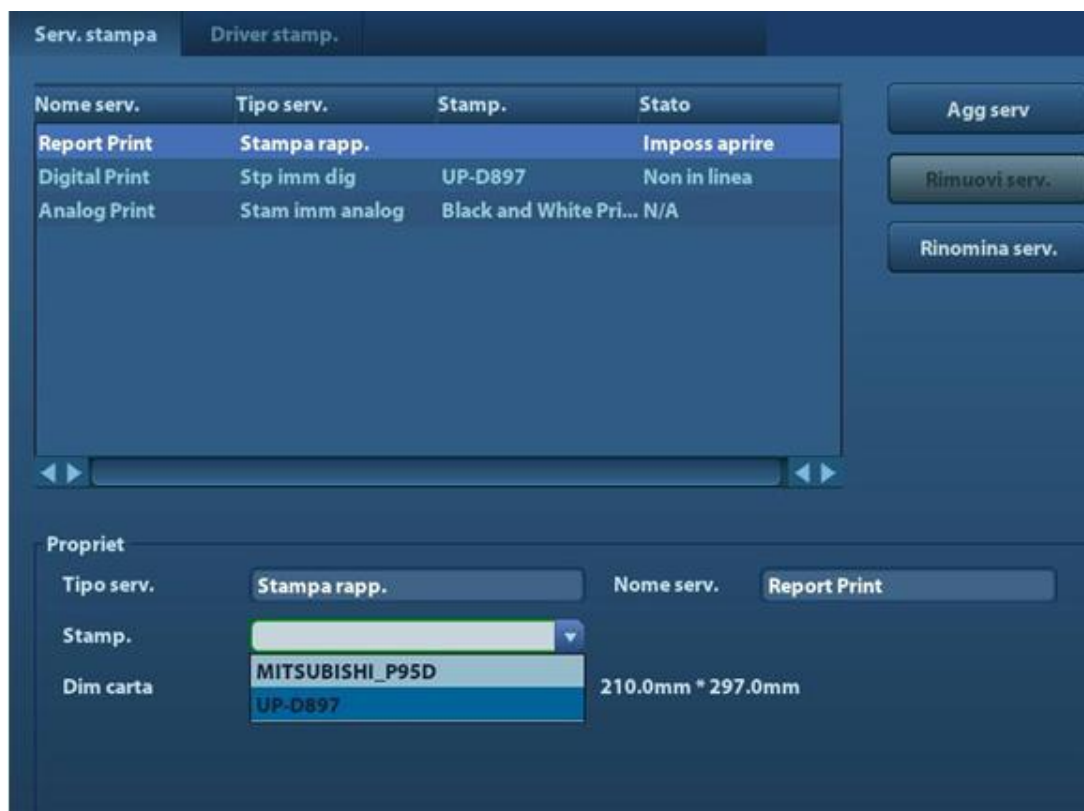 Serv. stampa Driver stamp.
Nome serv. Tipo serv. Stamp. Stato
Report Print Stampa rapp. Imposs aprire
Digital Print Stp imm dig UP-D897 Non in linea
Analog Print Stam imm analog Black and White Pri... N/A
Agg serv
Rimuovi serv.
Rinomina serv.
Propriet
Tipo serv. Stampa rapp. Nome serv. Report Print
Stamp.
MITSUBISHI_P95D
UP-D897
Dim carta 210.0mm * 297.0mm